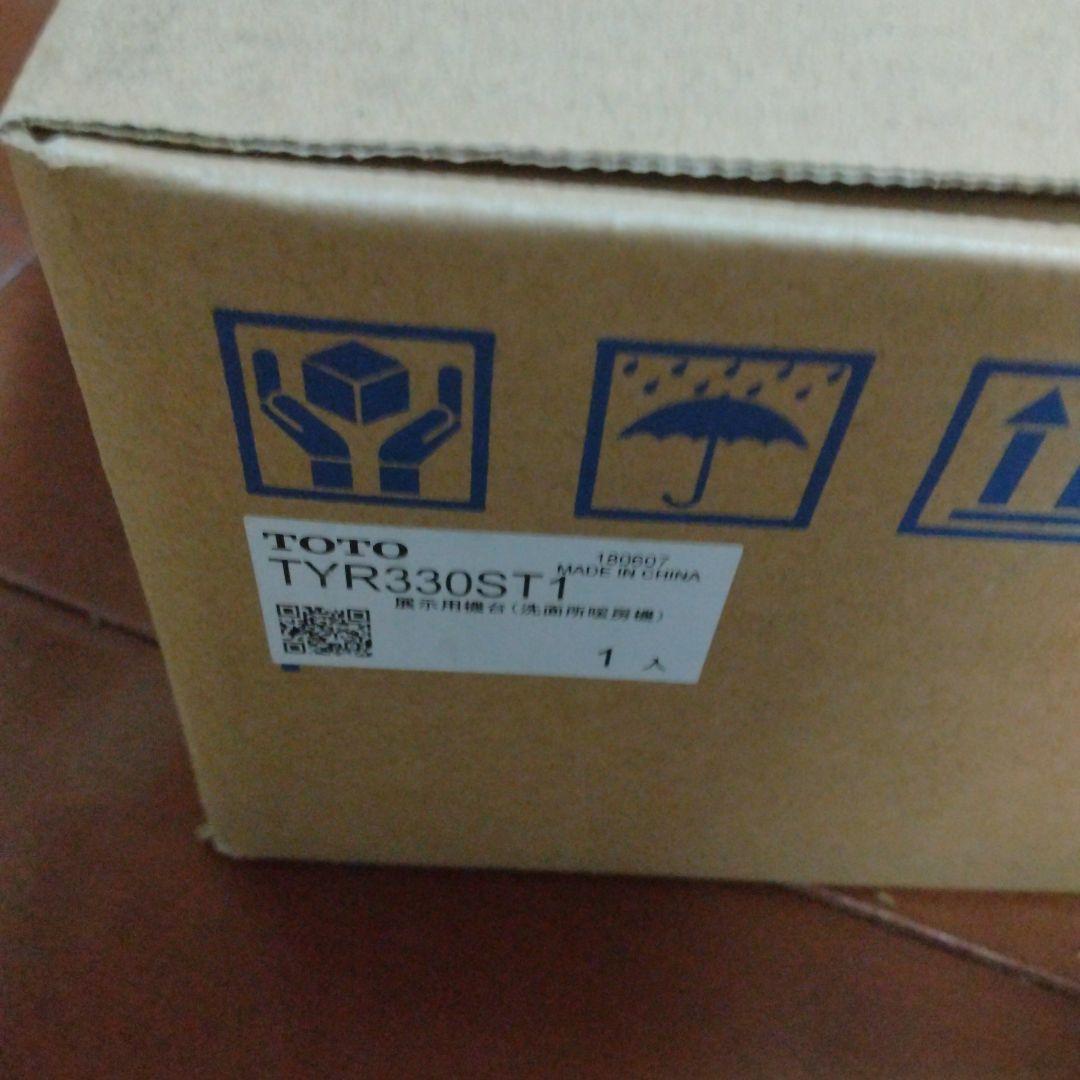 TOTO
180607
MADE IN CHINA
TYR330ST1
展示用機台(洗面所暖房機)
1 入